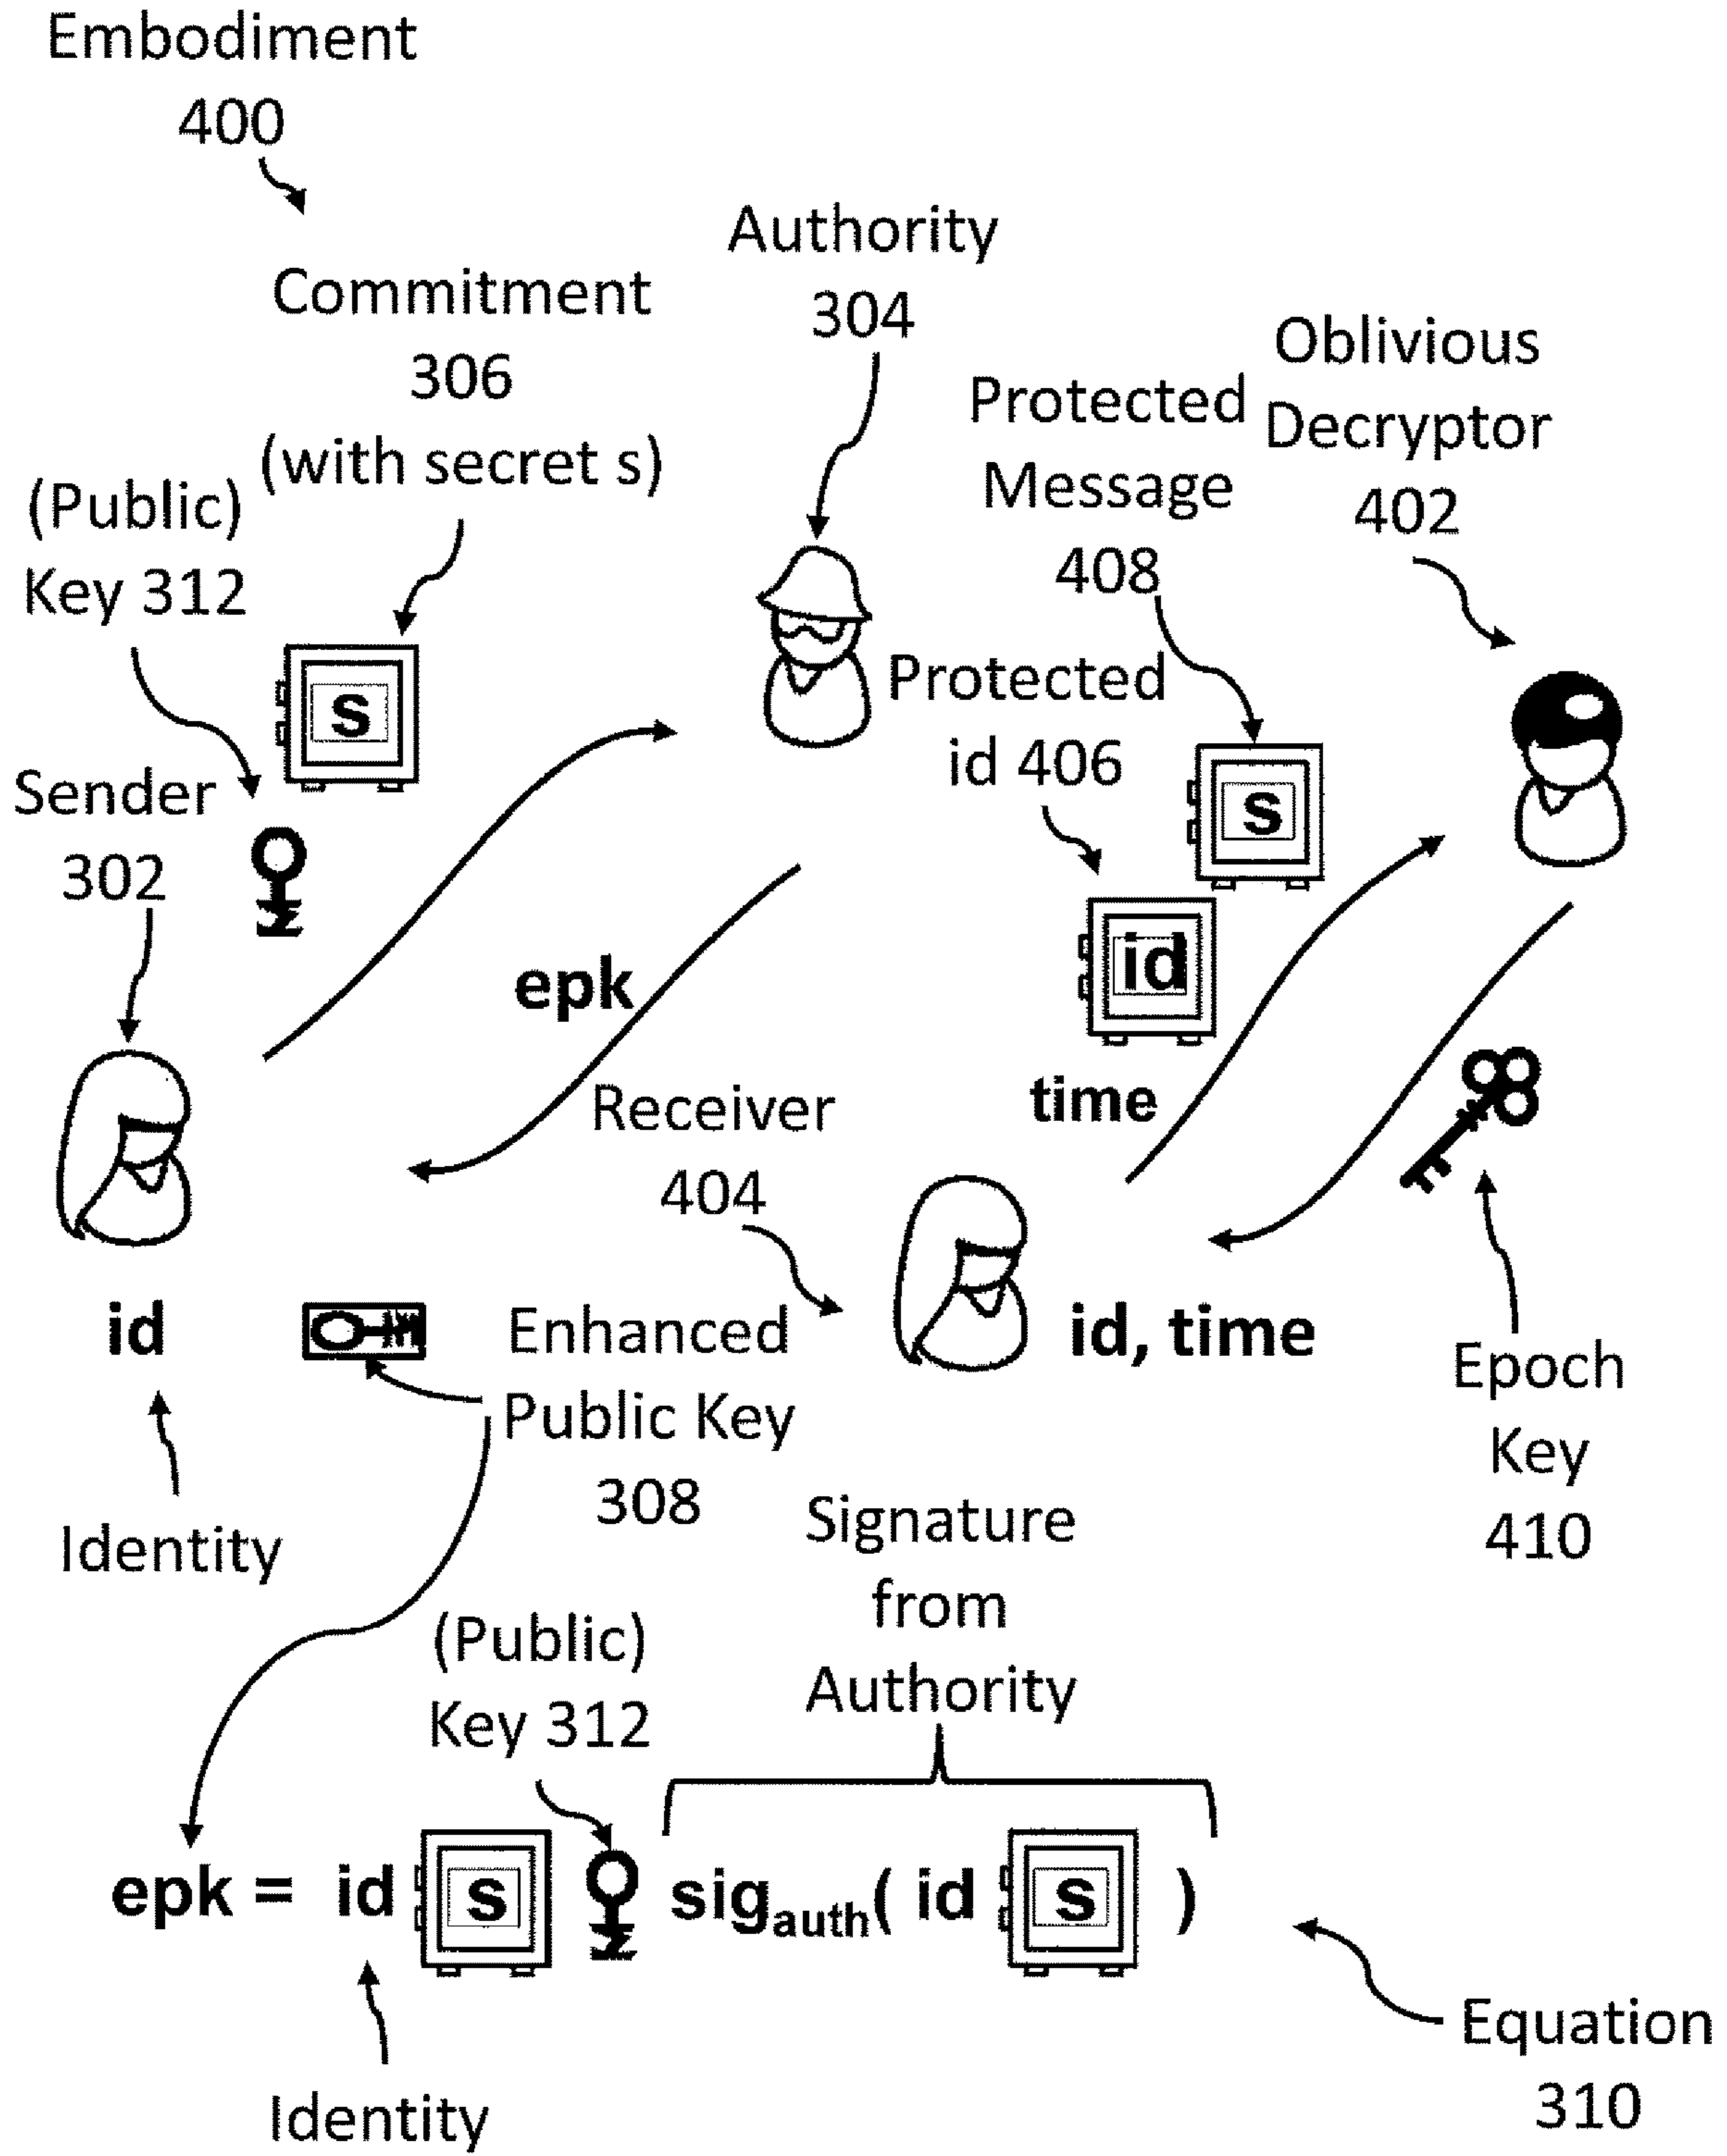 Embodiment
400
Authority
304
Commitment
306
(with secret s)
Oblivious
Decryptor
402
Protected
Message
408
(Public)
Key 312
s
Protected
id 406
s
Sender
302
id
epk
time
Receiver
404
id
Enhanced
Public Key
308
id, time
Epoch
Key
410
Identity
Signature
from
Authority
(Public)
Key 312
epk = id s sigauth( id s )
Equation
310
Identity